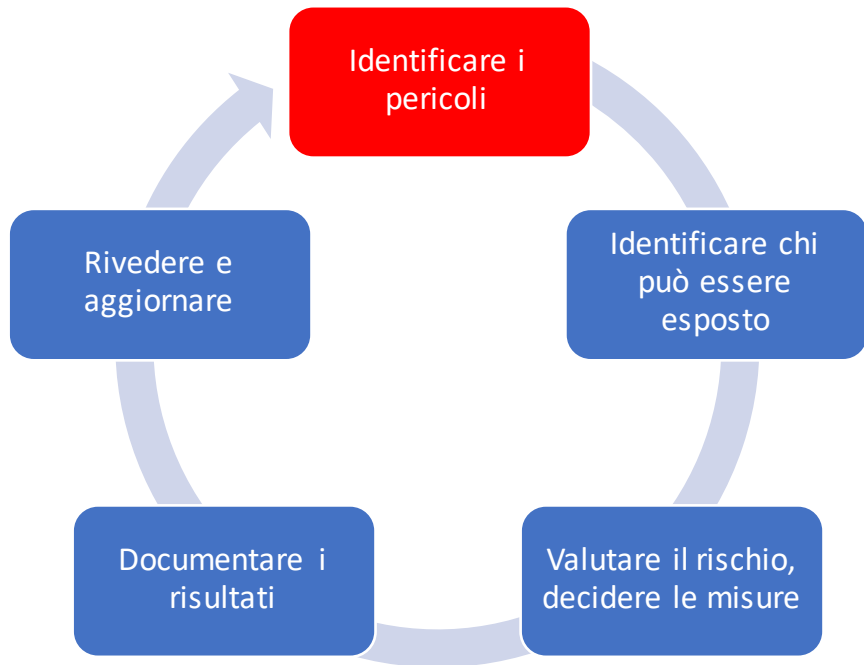 Identificare i
pericoli
Identificare chi
può essere
esposto
Valutare il rischio,
decidere le misure
Documentare i
risultati
Rivedere e
aggiornare